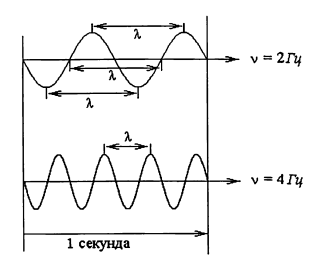 λ
λ
ν = 2 Гц
λ
λ
ν = 4 Гц
1 секунда